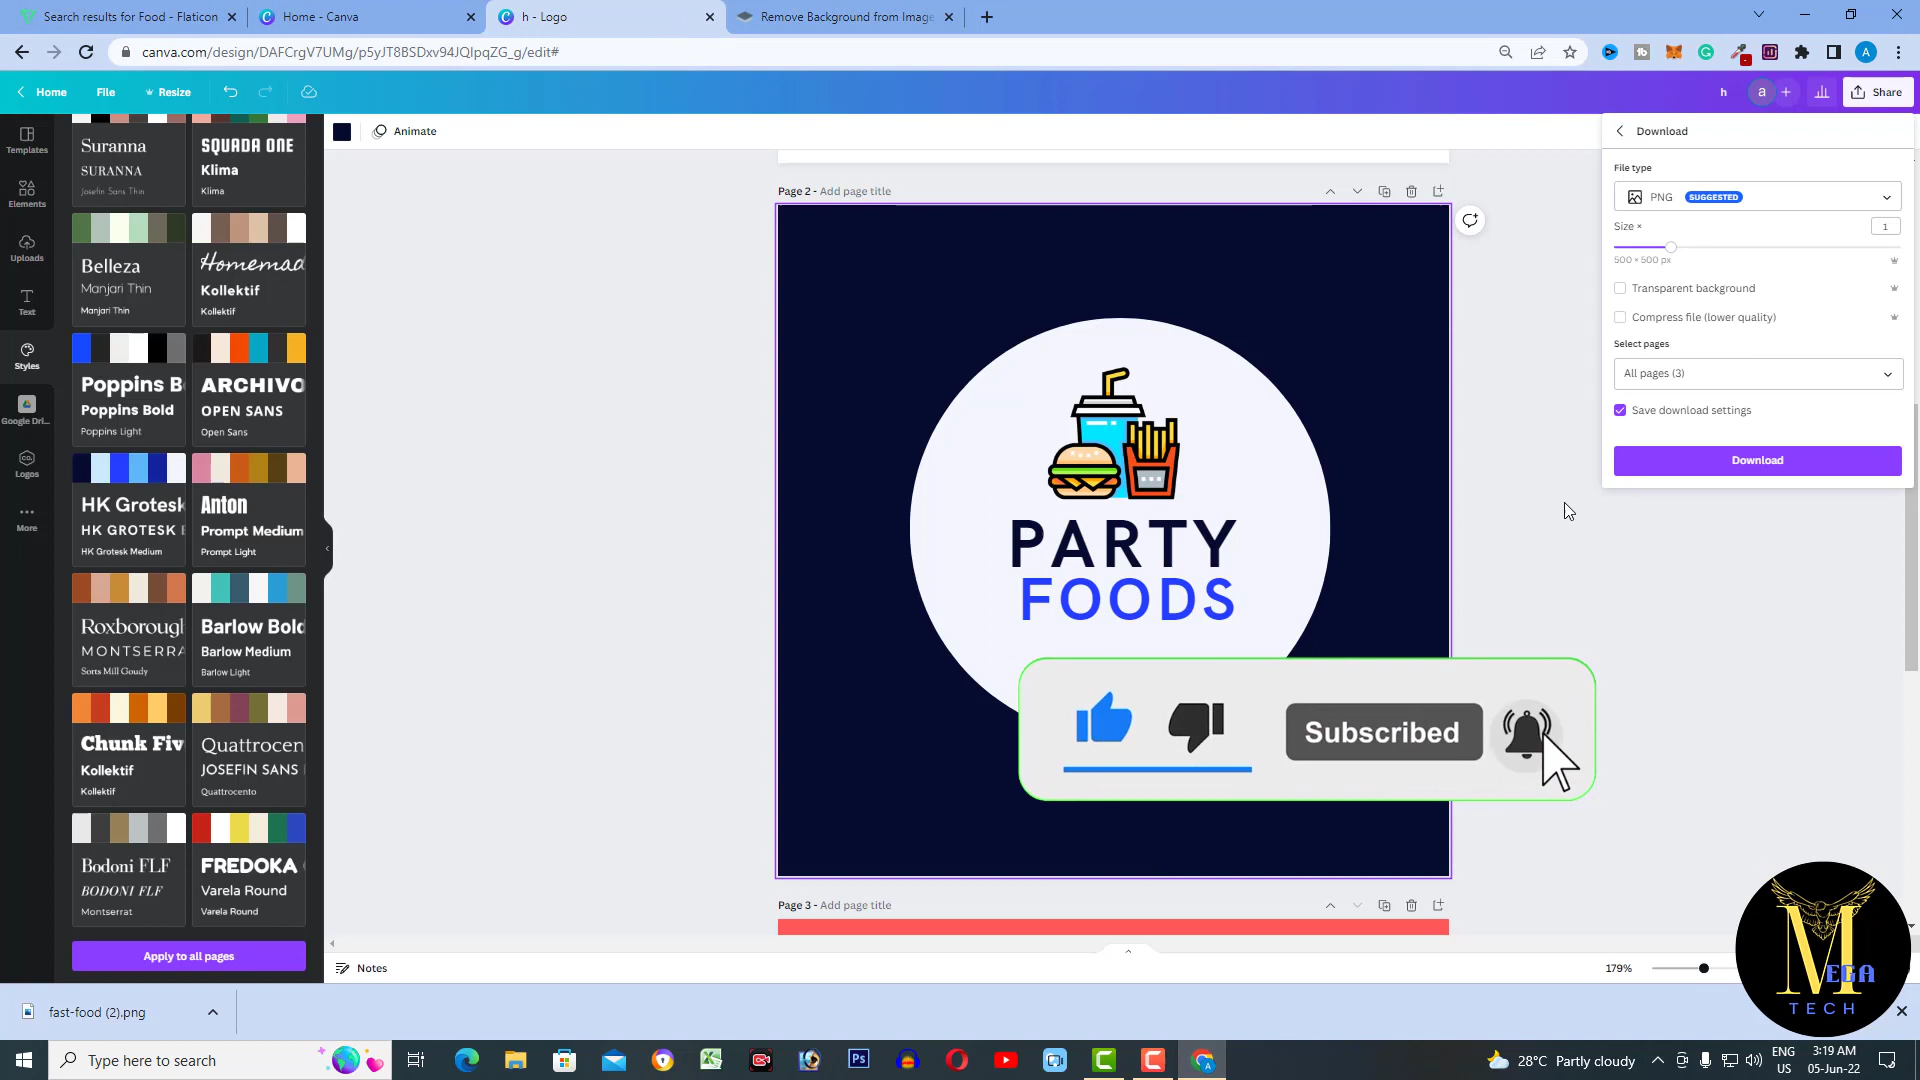 Search results for Food - Flaticon
Home - Canva
h - Logo
Remove Background from Image
canva.com/design/DAFCrgV7UMg/p5yJT8BSDxv94JQIpqZG_g/edit#
Home
File
Resize
h
a
Share
Templates
Elements
Uploads
Text
Styles
Google Dri...
Logos
More
Suranna
SURANNA
Josefin Sans Thin
SQUADA ONE
Klima
Klima
Belleza
Manjari Thin
Manjari Thin
Homemad
Kollektif
Kollektif
Poppins B
Poppins Bold
Poppins Light
ARCHIVO
OPEN SANS
Open Sans
HK Grotesk
HK GROTESK
HK Grotesk Medium
Anton
Prompt Medium
Prompt Light
Roxborough
MONTSERRA
Sorts Mill Goudy
Barlow Bold
Barlow Medium
Barlow Light
Chunk Fiv
Kollektif
Kollektif
Quattrocen
JOSEFIN SANS
Quattrocento
Bodoni FLF
BODONI FLF
Montserrat
FREDOKA
Varela Round
Varela Round
Apply to all pages
Animate
Page 2 - Add page title
PARTY
FOODS
Subscribed
Page 3 - Add page title
Notes
179%
Download
File type
PNG SUGGESTED
Size ×
1
500 × 500 px
Transparent background
Compress file (lower quality)
Select pages
All pages (3)
Save download settings
Download
MEGA
TECH
fast-food (2).png
Type here to search
Ps
28°C Partly cloudy
ENG
US
3:19 AM
05-Jun-22